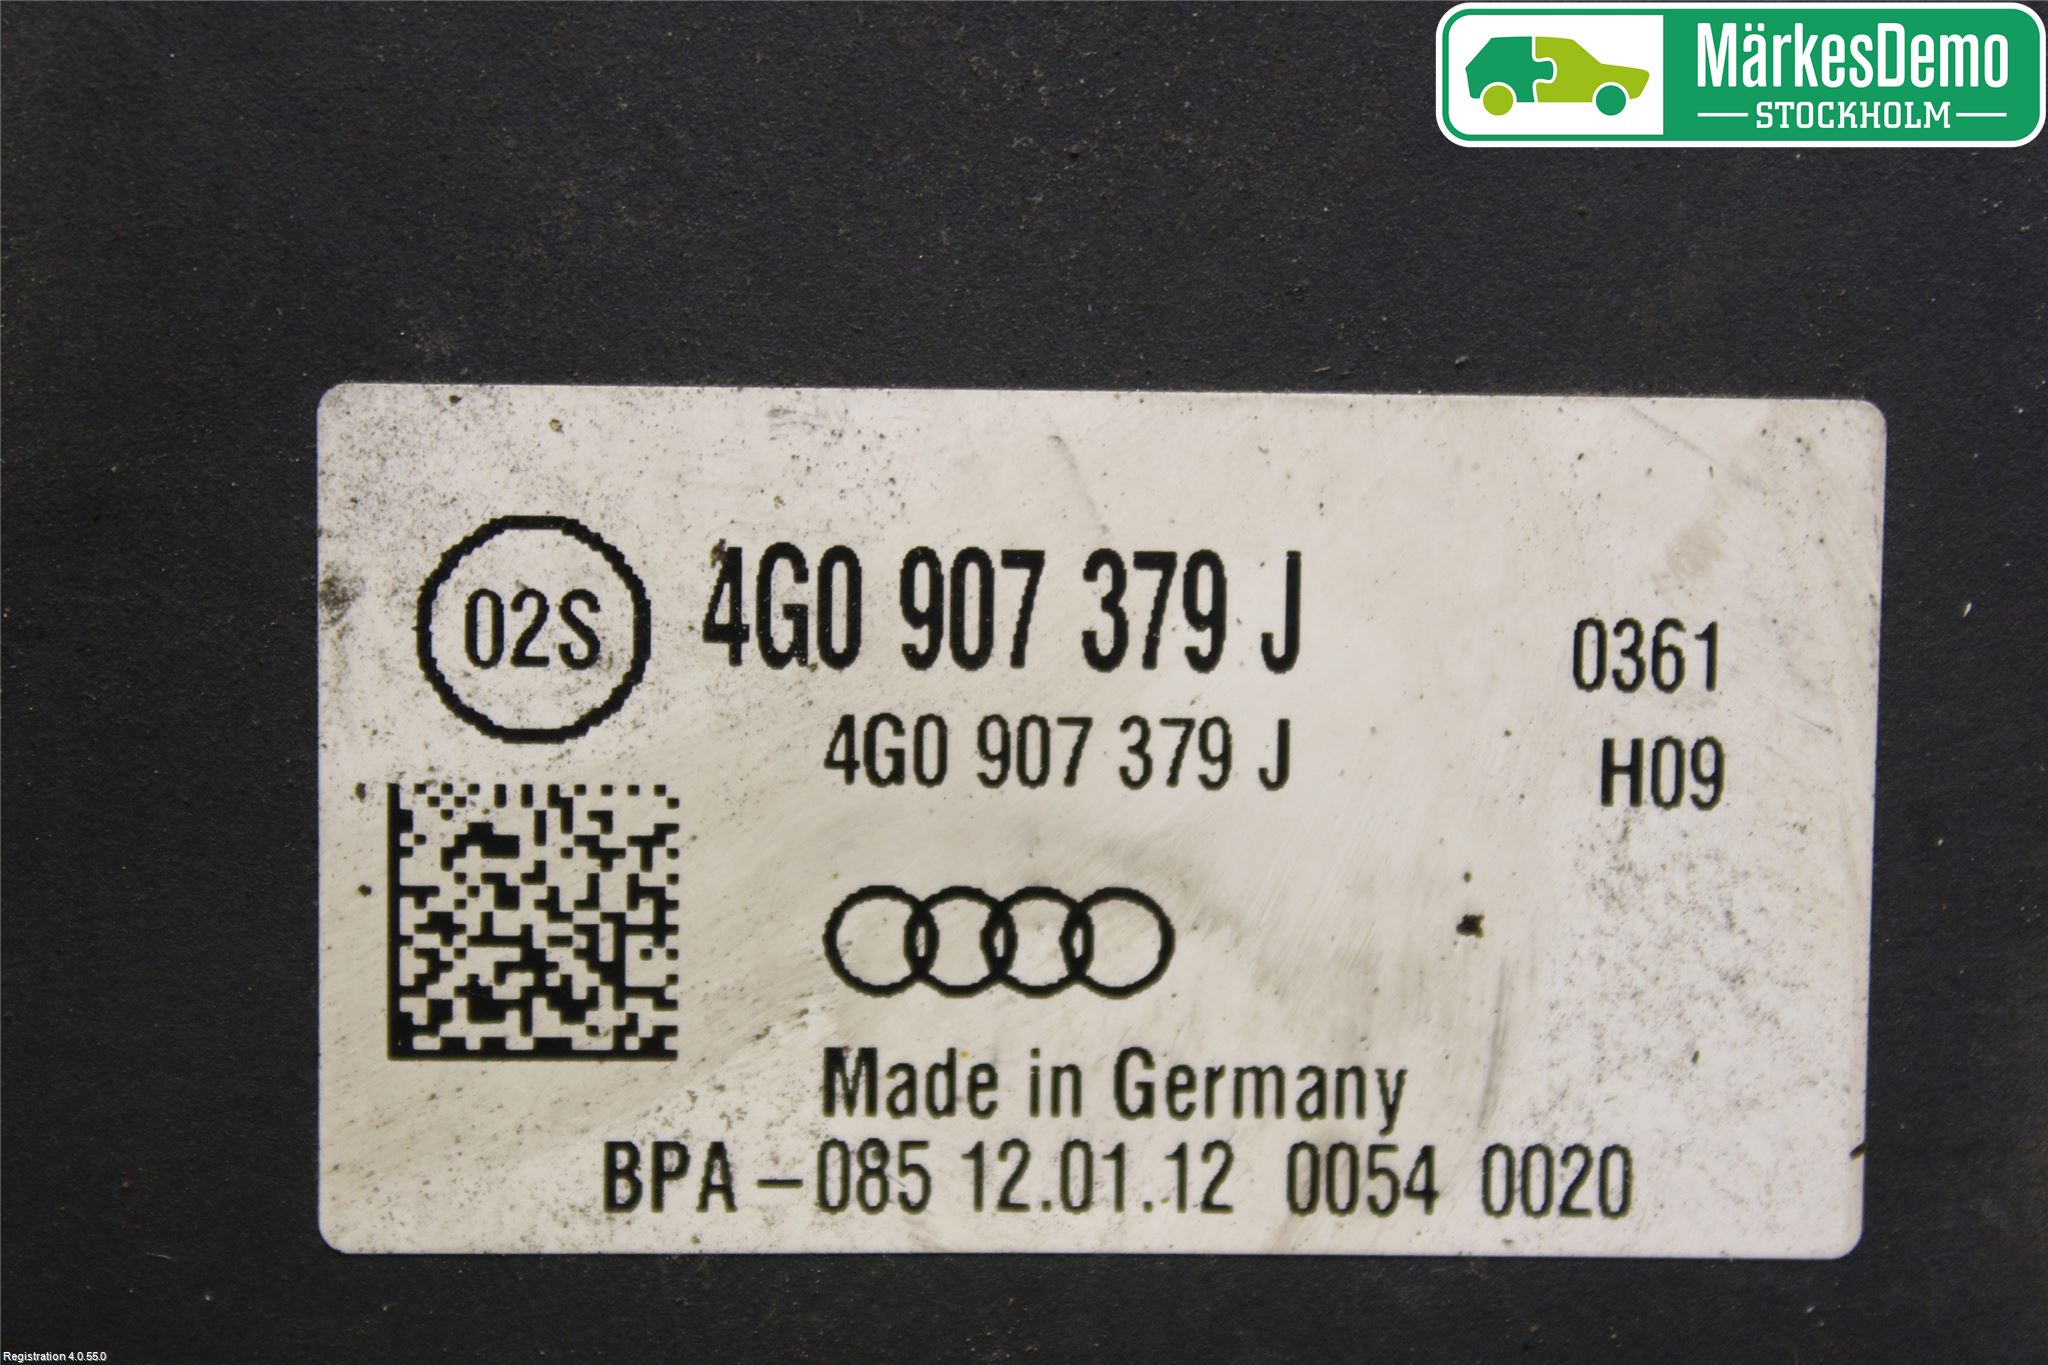 MärkesDemo
STOCKHOLM
02S
4G0 907 379 J
0361
4G0 907 379 J
H09
Made in Germany
BPA-085 12.01.12 0054 0020
Registration 4.0.55.0